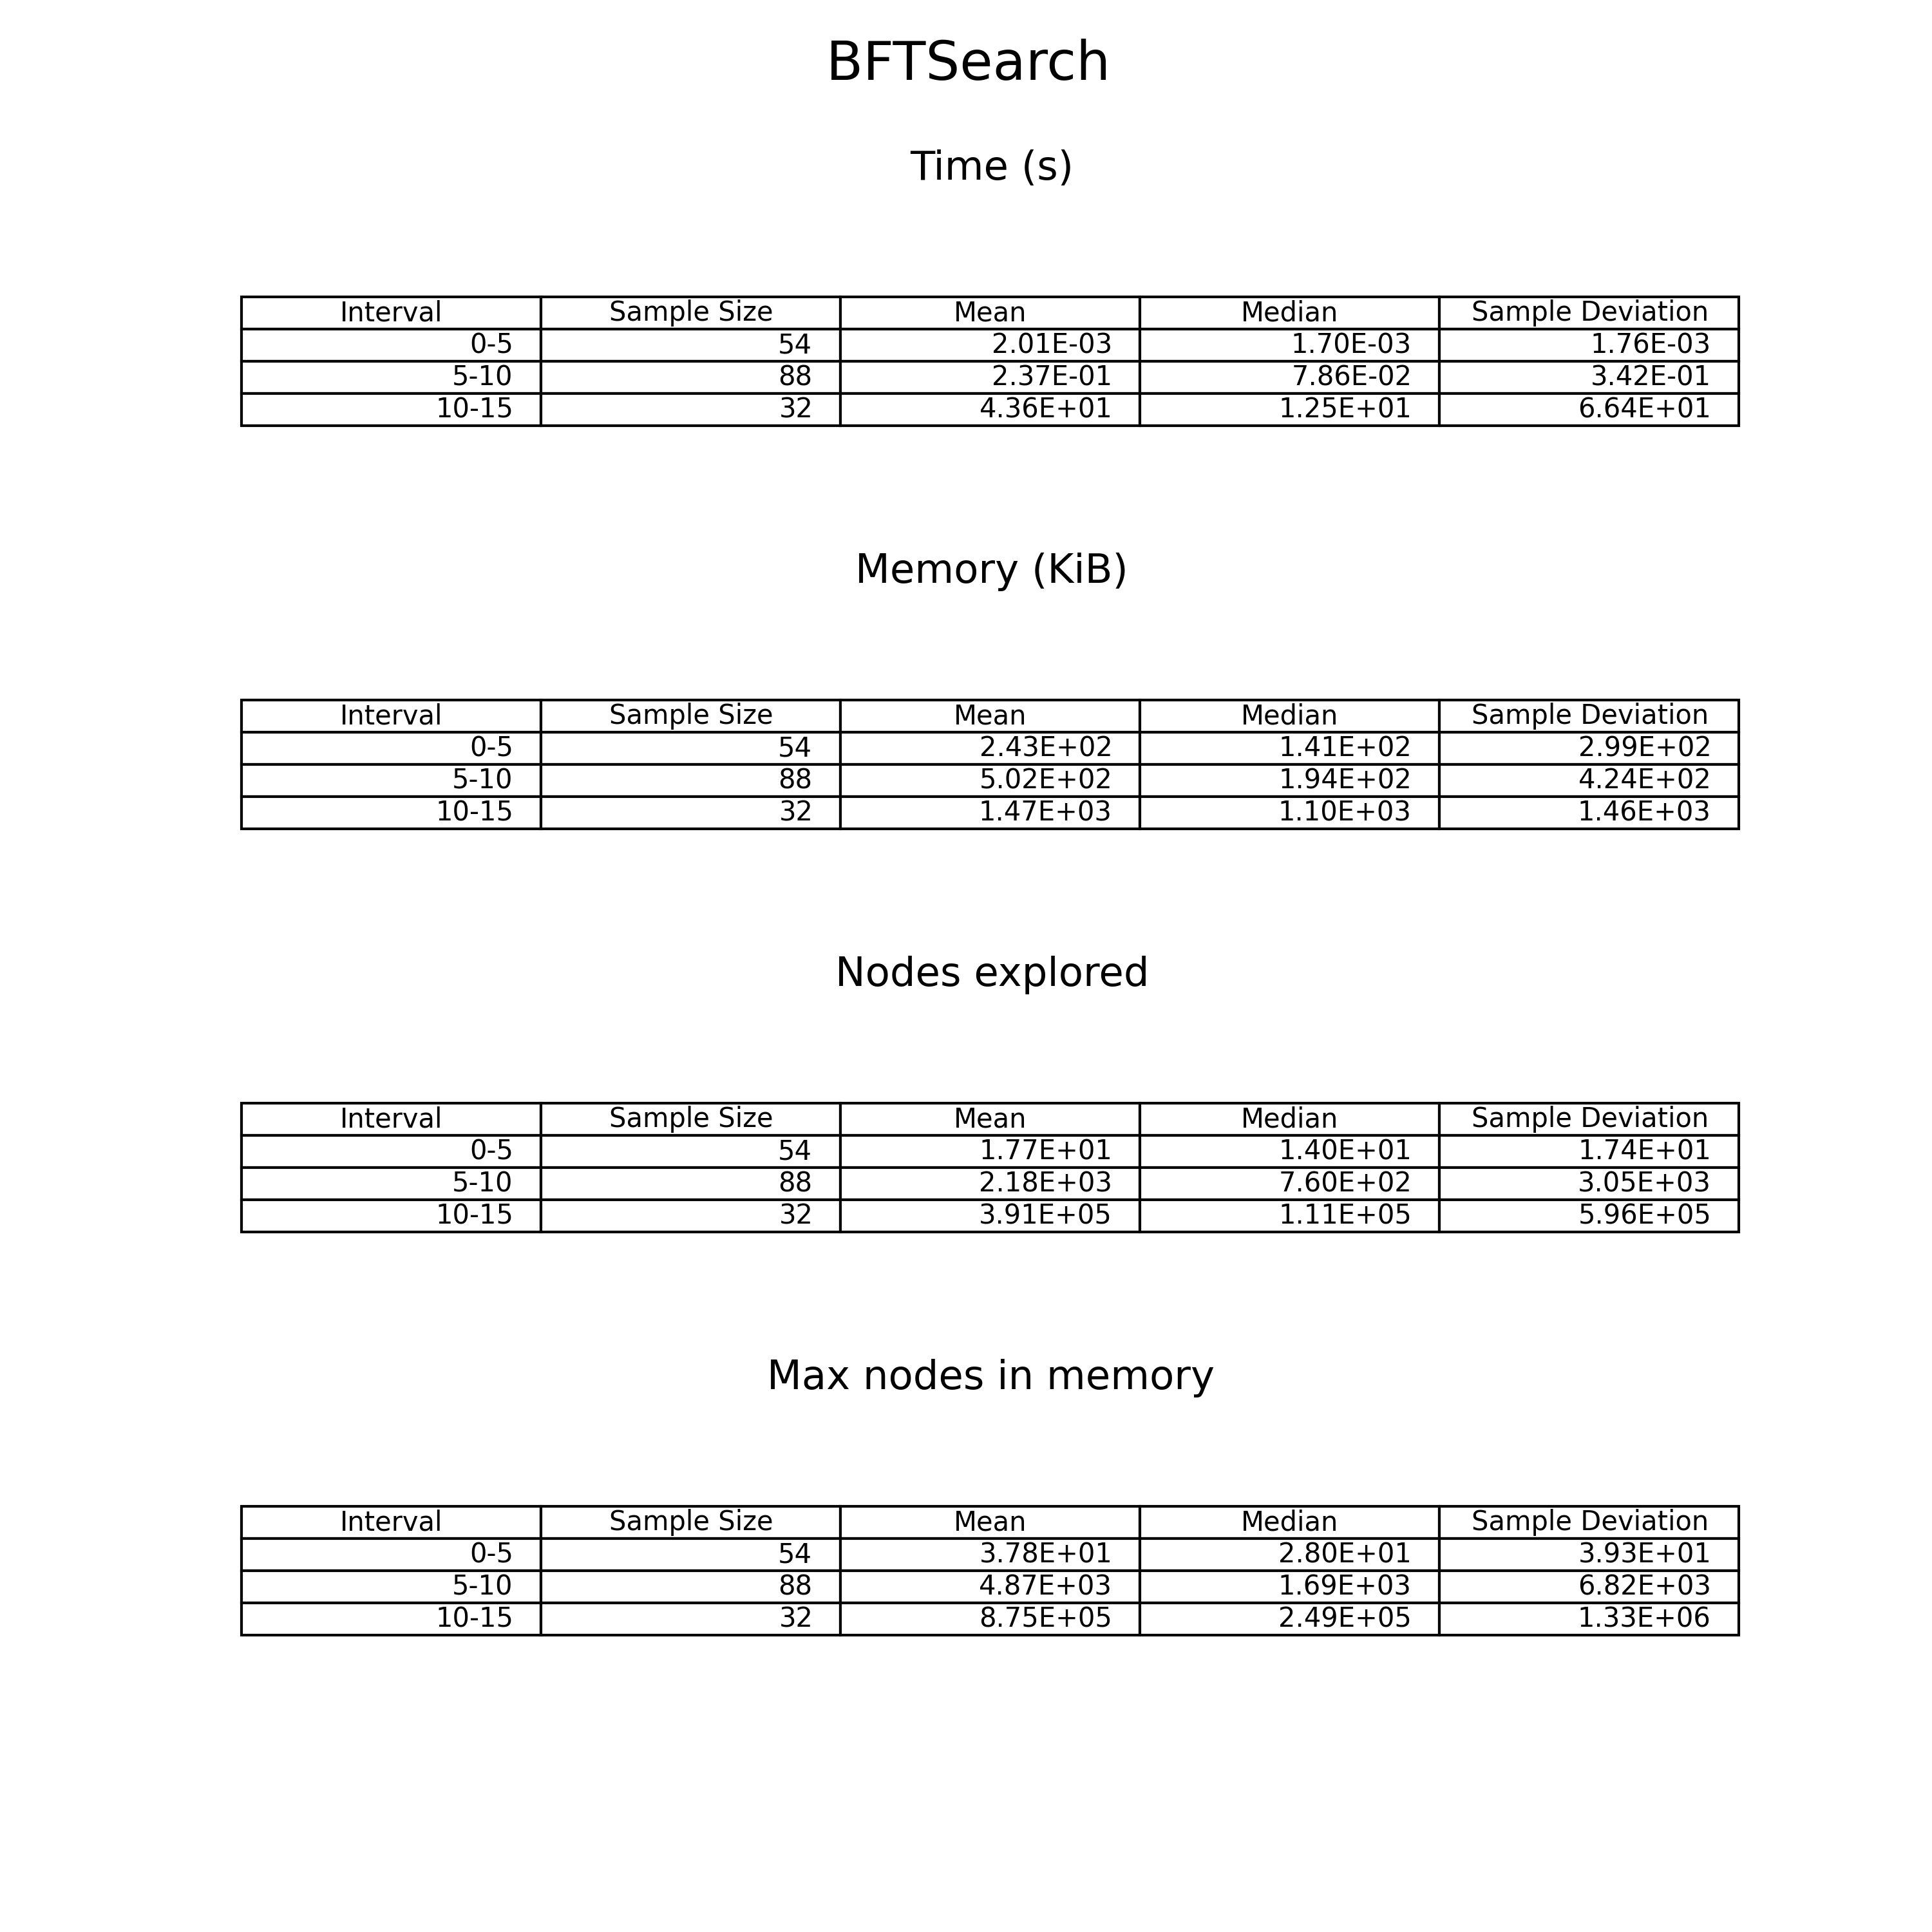 BFTSearch
Time (s)
Interval Sample Size Mean Median Sample Deviation
0-5 54 2.01E-03 1.70E-03 1.76E-03
5-10 88 2.37E-01 7.86E-02 3.42E-01
10-15 32 4.36E+01 1.25E+01 6.64E+01
Memory (KiB)
Interval Sample Size Mean Median Sample Deviation
0-5 54 2.43E+02 1.41E+02 2.99E+02
5-10 88 5.02E+02 1.94E+02 4.24E+02
10-15 32 1.47E+03 1.10E+03 1.46E+03
Nodes explored
Interval Sample Size Mean Median Sample Deviation
0-5 54 1.77E+01 1.40E+01 1.74E+01
5-10 88 2.18E+03 7.60E+02 3.05E+03
10-15 32 3.91E+05 1.11E+05 5.96E+05
Max nodes in memory
Interval Sample Size Mean Median Sample Deviation
0-5 54 3.78E+01 2.80E+01 3.93E+01
5-10 88 4.87E+03 1.69E+03 6.82E+03
10-15 32 8.75E+05 2.49E+05 1.33E+06